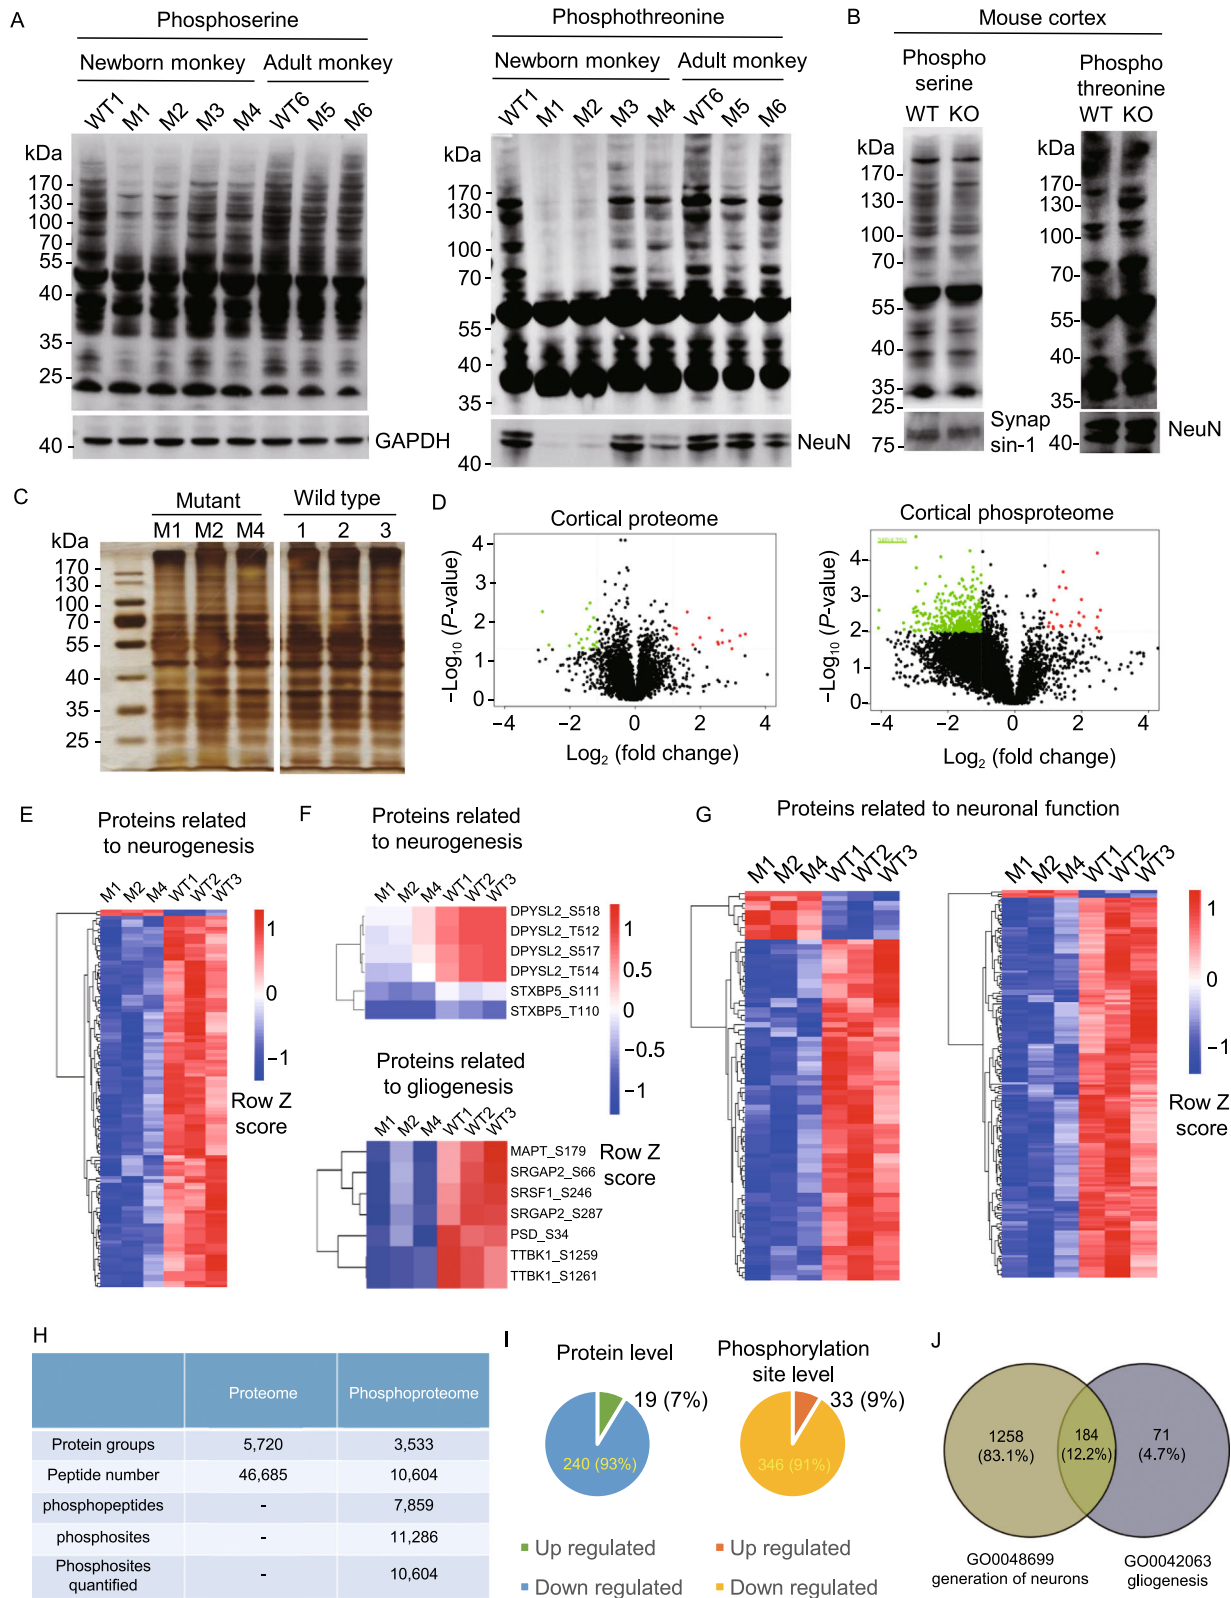 A
Phosphoserine
Newborn monkey Adult monkey
WT1 M1 M2 M3 M4 WT6 M5 M6
kDa
170
130
100
70
55
40
35
25
40
GAPDH
Phosphothreonine
Newborn monkey Adult monkey
WT1 M1 M2 M3 M4 WT6 M5 M6
kDa
170
130
100
70
55
40
35
40
NeuN
B
Mouse cortex
Phospho
serine
WT KO
kDa
170
130
100
70
55
40
35
25
75
Synap
sin-1
Phospho
threonine
WT KO
kDa
170
130
100
70
55
40
35
40
NeuN
C
Mutant Wild type
M1 M2 M4 1 2 3
kDa
170
130
100
70
55
40
35
25
D
Cortical proteome
−Log10 (P-value)
4
3
2
1
0
−4 −2 0 2 4
Log2 (fold change)
Cortical phosproteome
−Log10 (P-value)
4
3
2
1
0
−4 −2 0 2 4
Log2 (fold change)
E
Proteins related
to neurogenesis
M1 M2 M4 WT1 WT2 WT3
1
0
−1
Row Z
score
F
Proteins related
to neurogenesis
M1 M2 M4 WT1 WT2 WT3
DPYSL2_S518
DPYSL2_T512
DPYSL2_S517
DPYSL2_T514
STXBP5_S111
STXBP5_T110
1
0.5
0
−0.5
−1
Row Z
score
Proteins related
to gliogenesis
M1 M2 M4 WT1 WT2 WT3
MAPT_S179
SRGAP2_S66
SRSF1_S246
SRGAP2_S287
PSD_S34
TTBK1_S1259
TTBK1_S1261
G
Proteins related to neuronal function
M1 M2 M4 WT1 WT2 WT3
M1 M2 M4 WT1 WT2 WT3
1
0
−1
Row Z
score
H
Proteome Phosphoproteome
Protein groups 5,720 3,533
Peptide number 46,685 10,604
phosphopeptides - 7,859
phosphosites - 11,286
Phosphosites
quantified - 10,604
I
Protein level
19 (7%)
240 (93%)
Up regulated
Down regulated
Phosphorylation
site level
33 (9%)
346 (91%)
Up regulated
Down regulated
J
1258
(83.1%)
184
(12.2%)
71
(4.7%)
GO0048699
generation of neurons
GO0042063
gliogenesis